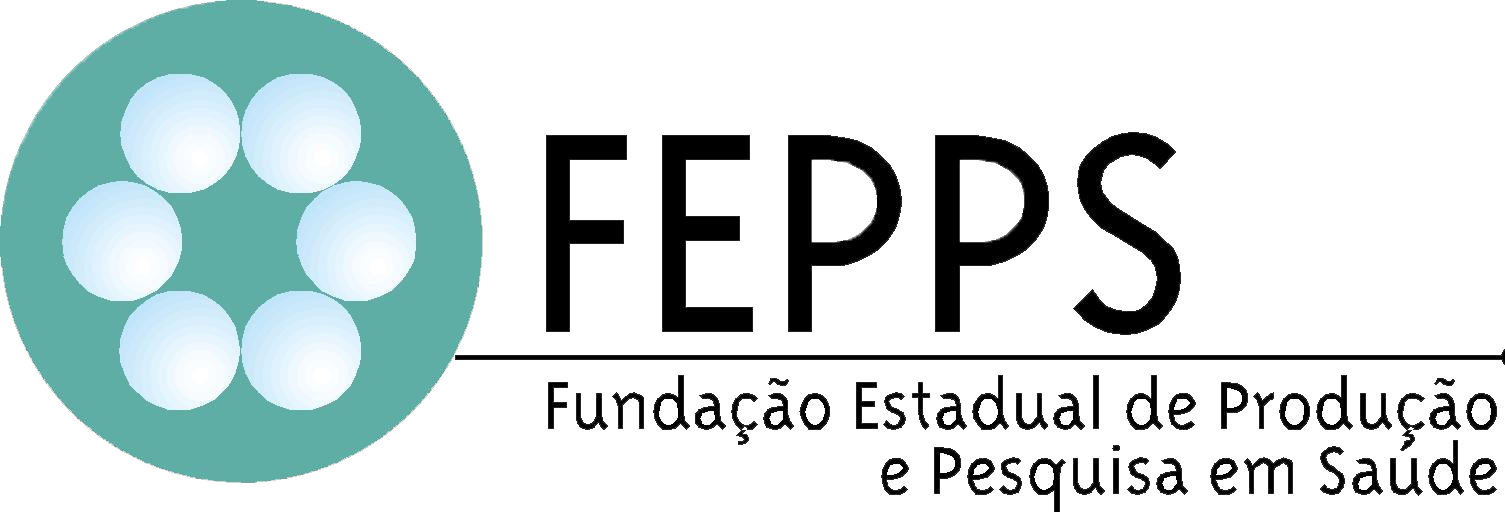 FEPPS
Fundação Estadual de Produção
e Pesquisa em Saúde